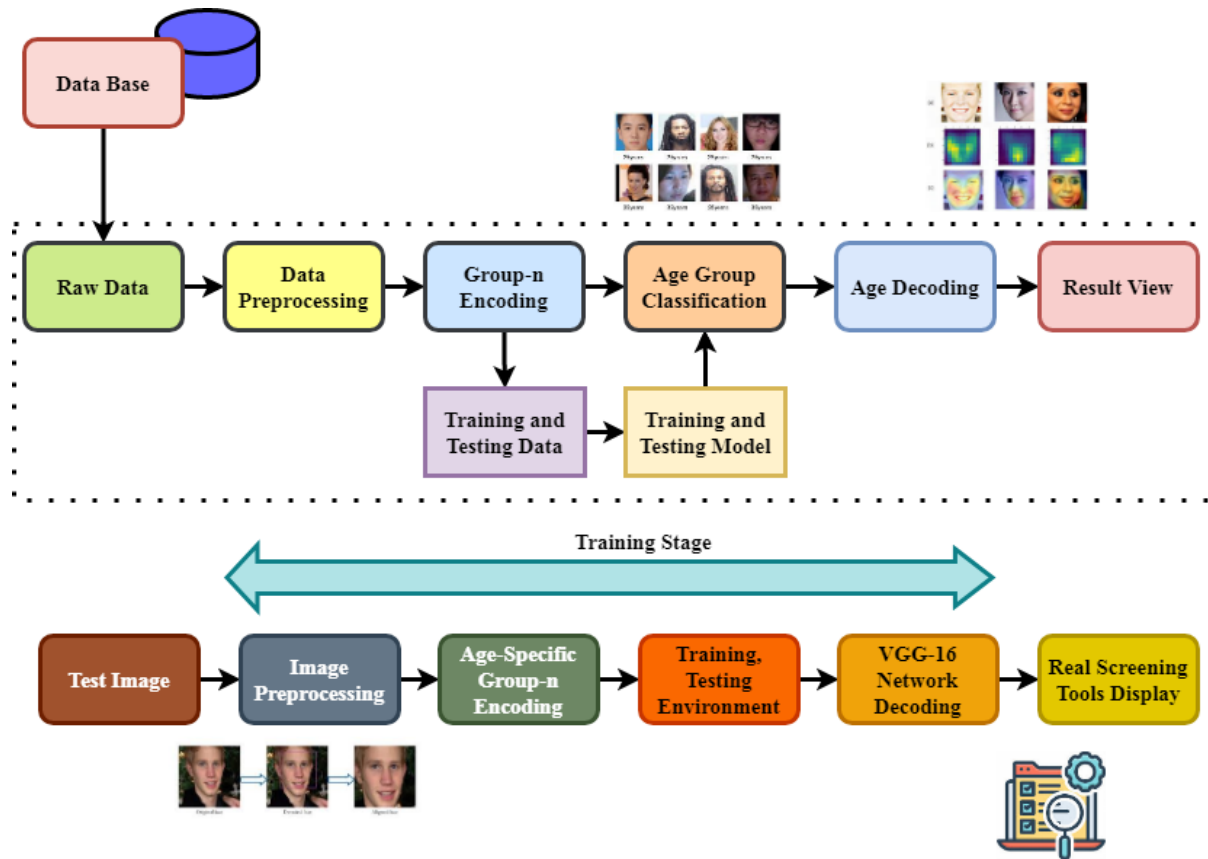 Data Base
Raw Data
Data
Preprocessing
Group-n
Encoding
Age Group
Classification
Age Decoding
Result View
Training and
Testing Data
Training and
Testing Model
Training Stage
Test Image
Image
Preprocessing
Age-Specific
Group-n
Encoding
Training,
Testing
Environment
VGG-16
Network
Decoding
Real Screening
Tools Display